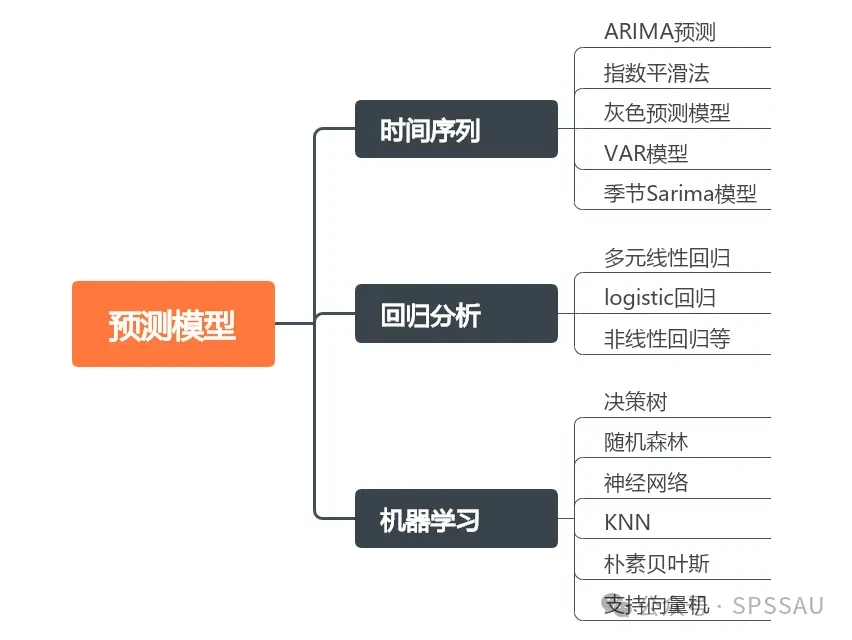 预测模型
时间序列
ARIMA预测
指数平滑法
灰色预测模型
VAR模型
季节Sarima模型
回归分析
多元线性回归
logistic回归
非线性回归等
机器学习
决策树
随机森林
神经网络
KNN
朴素贝叶斯
支持向量机
公众号 · SPSSAU